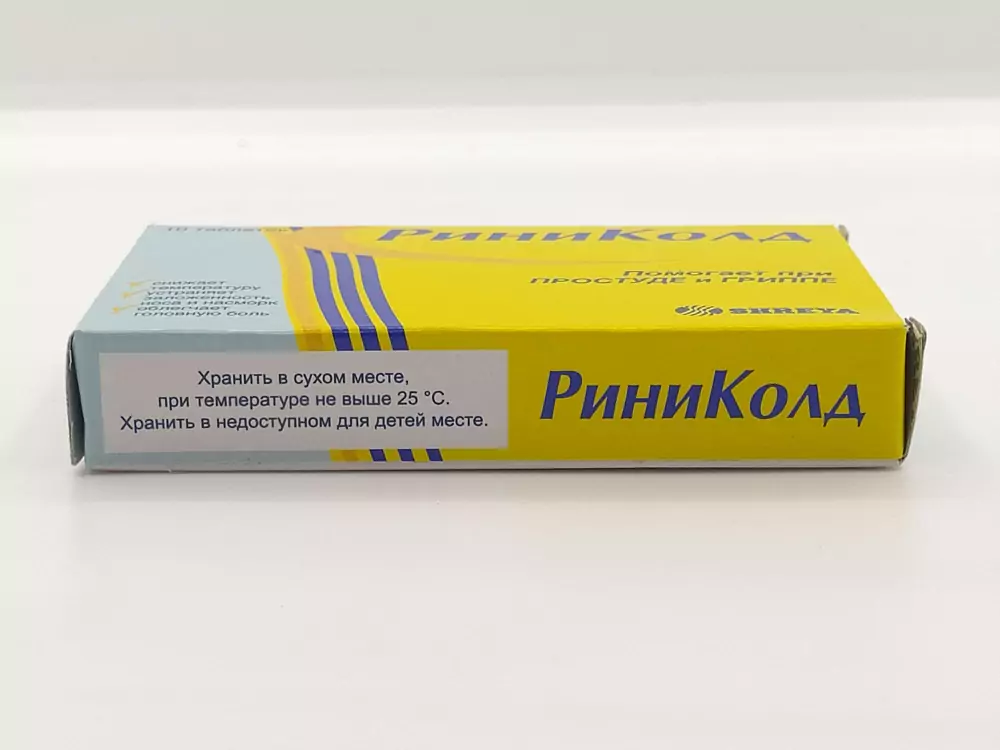 10 таблеток
РиниКолд
снижает
температуру
устраняет
заложенность
носа и насморк
облегчает
головную боль
Помогает при
ПРОСТУДЕ и ГРИППЕ
SHREYA
Хранить в сухом месте,
при температуре не выше 25 °C.
Хранить в недоступном для детей месте.
РиниКолд